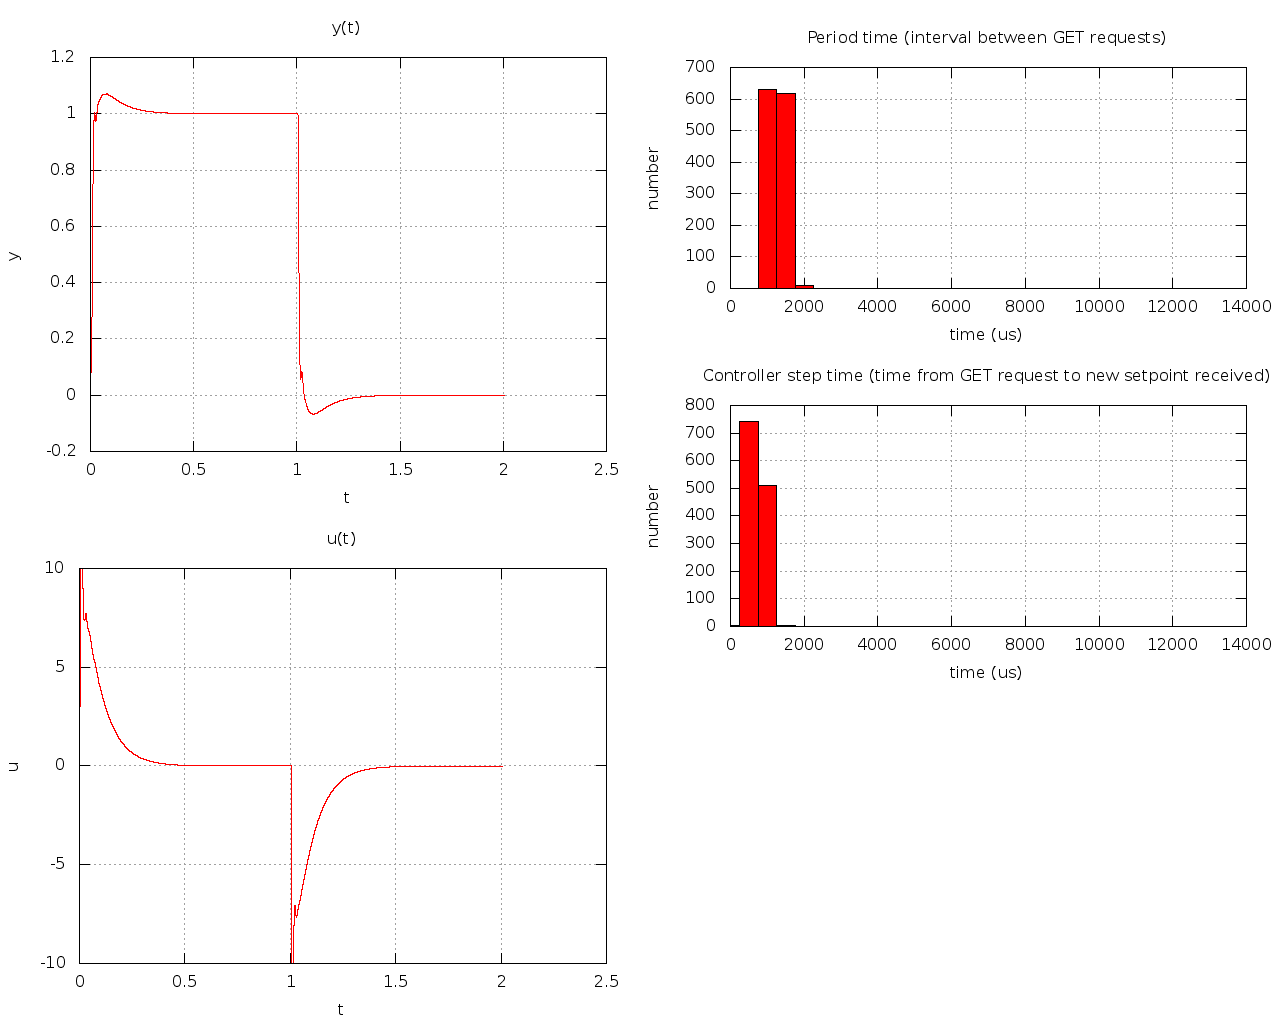 y(t)
1.2
1
0.8
0.6
0.4
0.2
0
-0.2
y
0 0.5 1 1.5 2 2.5
t
u(t)
10
5
0
-5
-10
u
0 0.5 1 1.5 2 2.5
t
Period time (interval between GET requests)
700
600
500
400
300
200
100
0
number
0 2000 4000 6000 8000 10000 12000 14000
time (us)
Controller step time (time from GET request to new setpoint received)
800
700
600
500
400
300
200
100
0
number
0 2000 4000 6000 8000 10000 12000 14000
time (us)